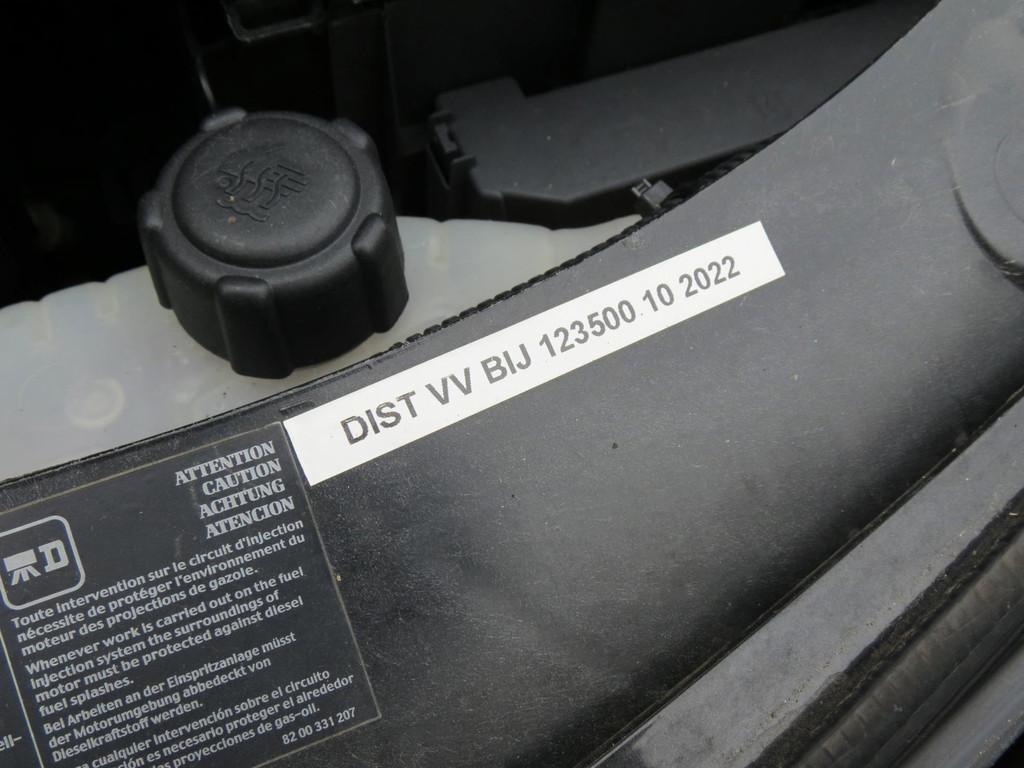 DIST VV BIJ 123500 10 2022
ATTENTION
CAUTION
ACHTUNG
ATENCION
D
Toute intervention sur le circuit d'injection
nécessite de protéger l'environnement du
moteur des projections de gazole.
Whenever work is carried out on the fuel
injection system the surroundings of
motor must be protected against diesel
fuel splashes.
Bei Arbeiten an der Einspritzanlage müsst
der Motorumgebung abbedeckt von
Dieselkraftstoff werden.
cualquier Intervención sobre el circuito
es necesario proteger el alrededor
las proyecciones de gas-oil.
82 00 331 207